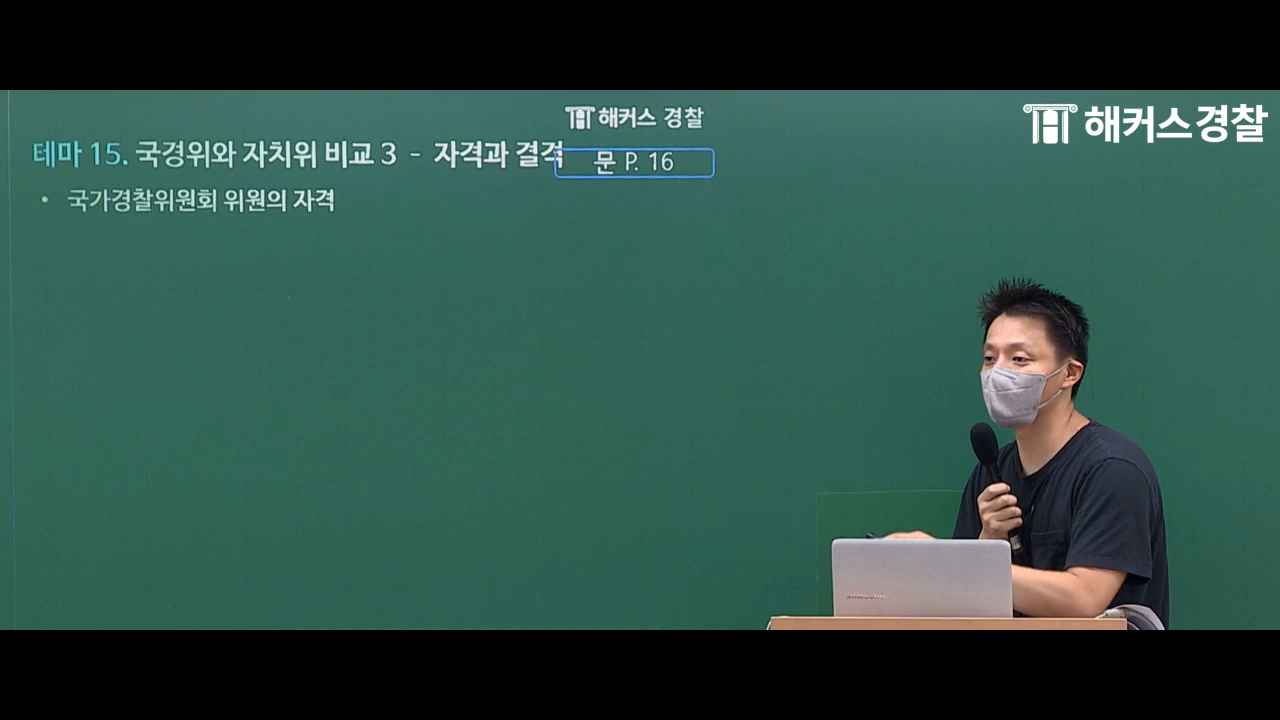 해커스 경찰
해커스경찰
테마 15. 국경위와 자치위 비교 3 - 자격과 결격
문 P. 16
• 국가경찰위원회 위원의 자격
SAMSUNG